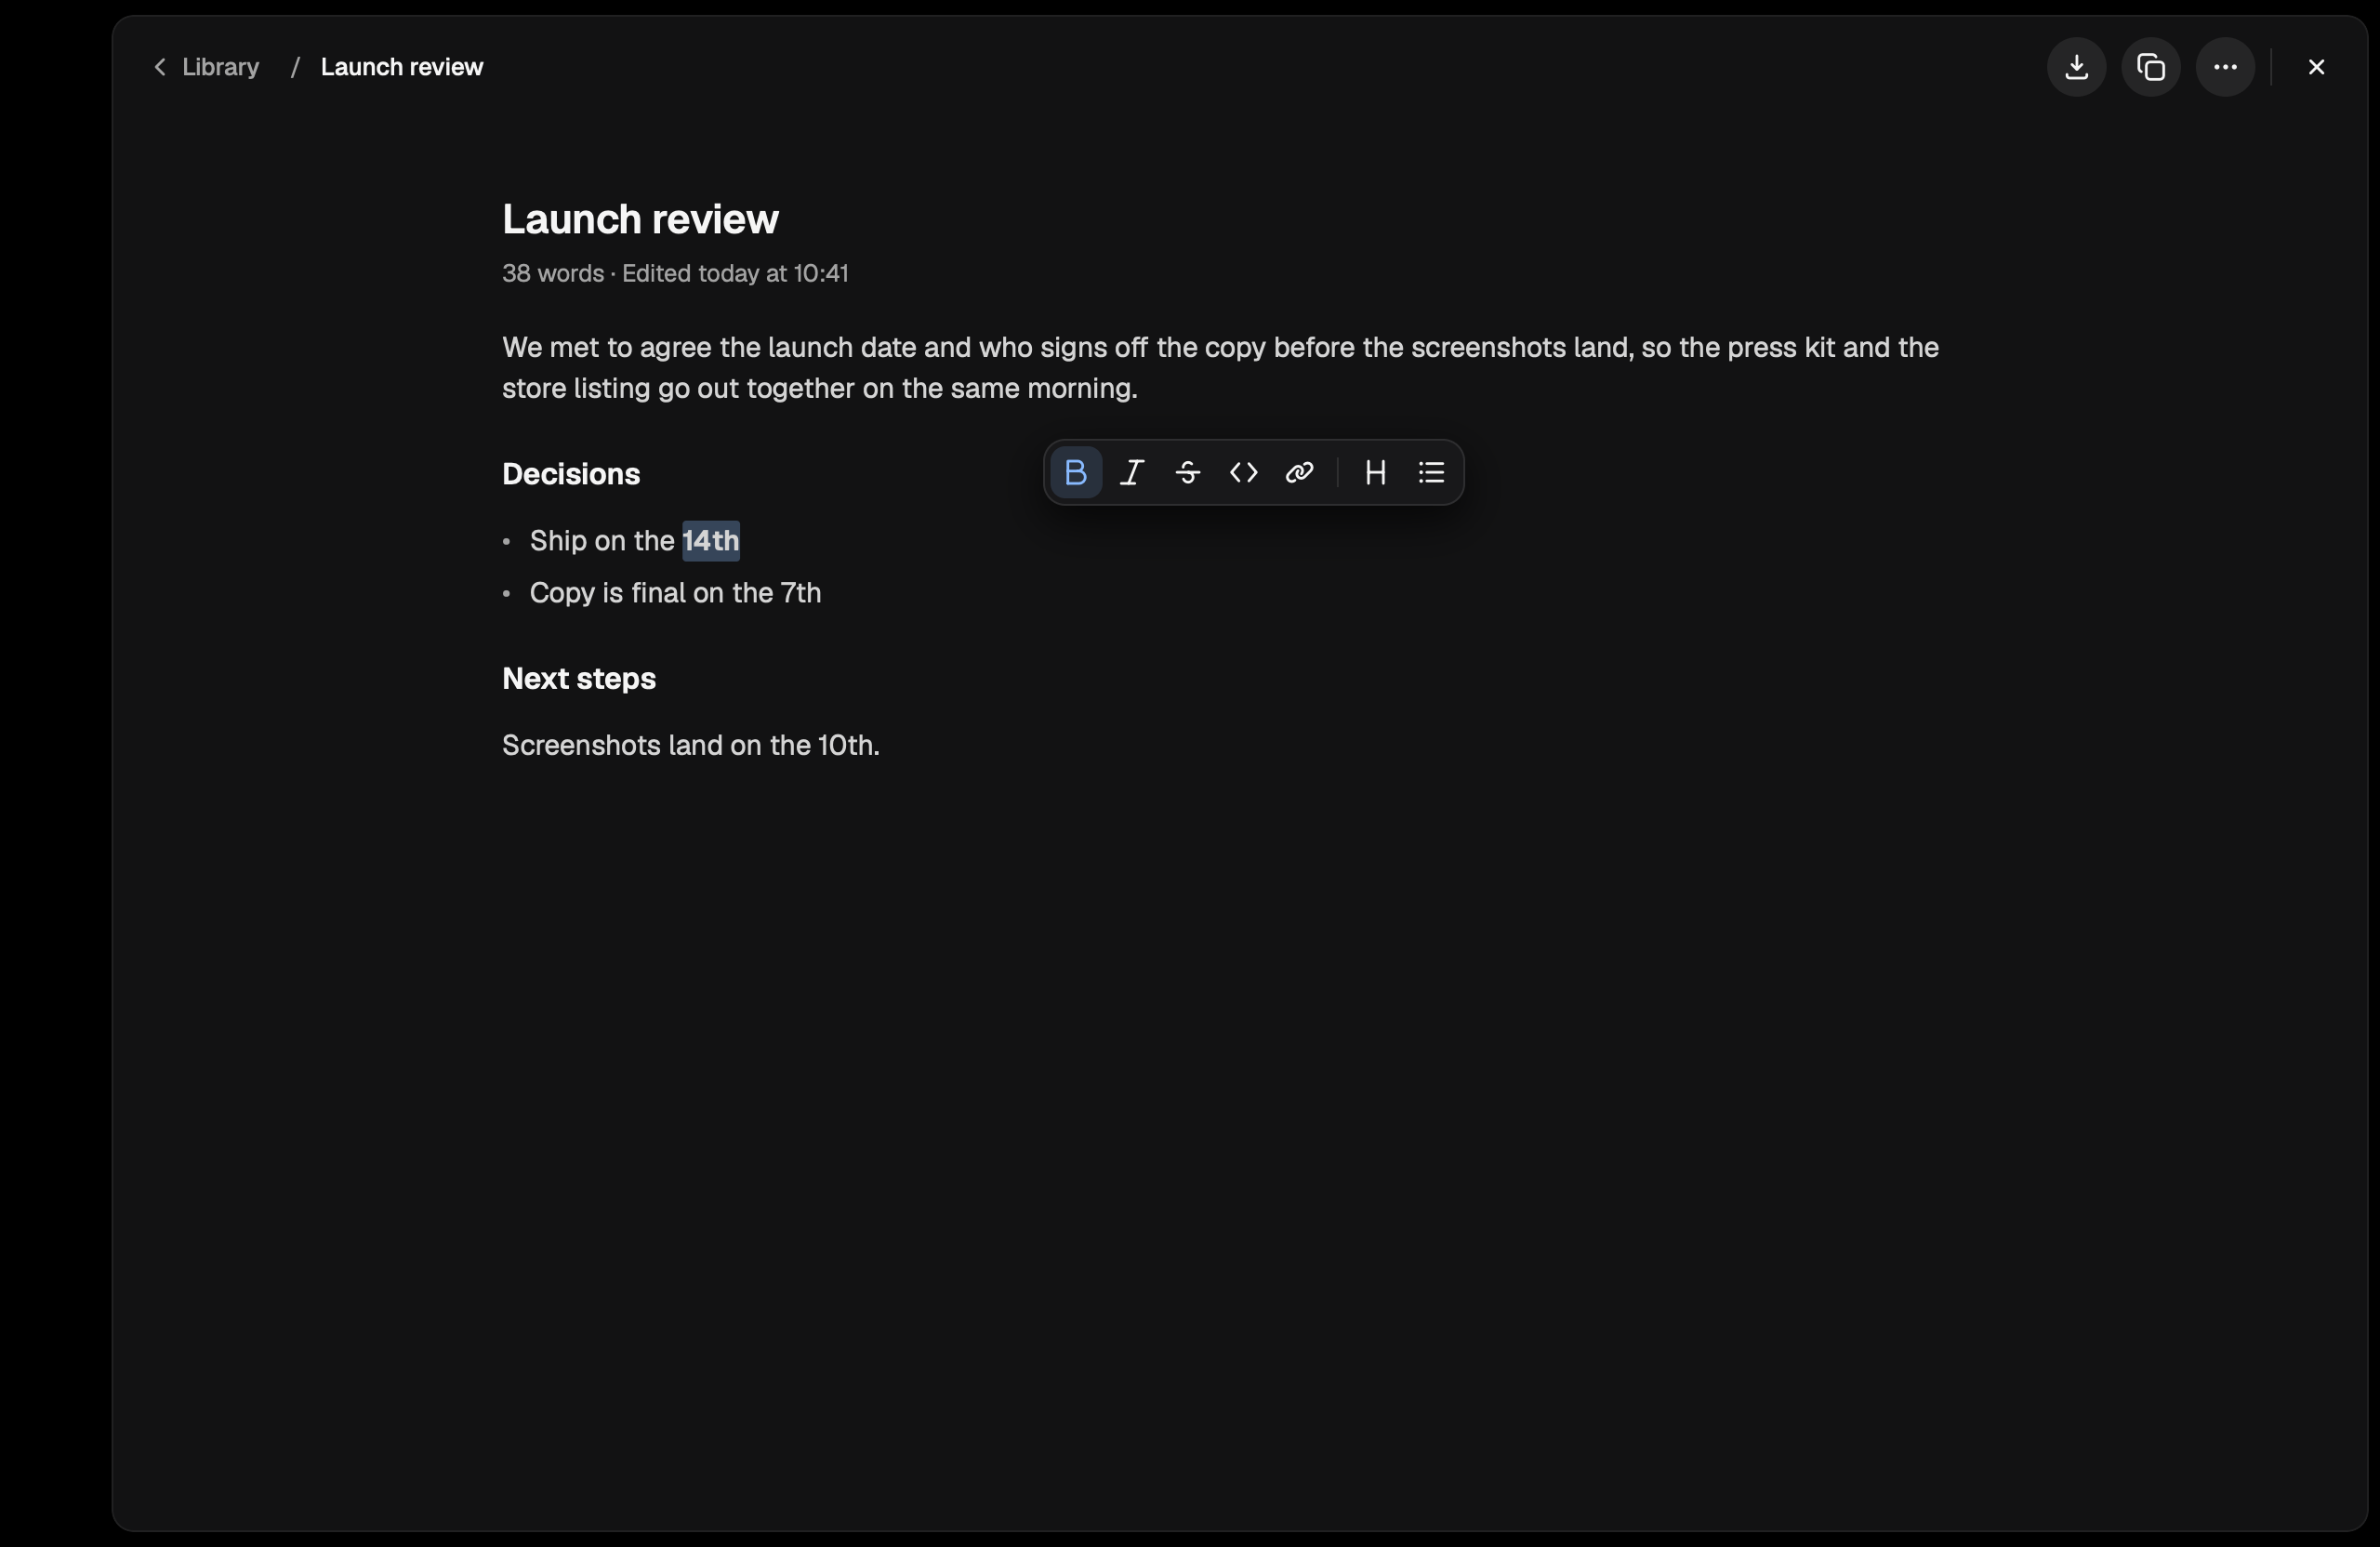 Library / Launch review
Launch review
38 words · Edited today at 10:41
We met to agree the launch date and who signs off the copy before the screenshots land, so the press kit and the
store listing go out together on the same morning.
Decisions
• Ship on the 14th
• Copy is final on the 7th
Next steps
Screenshots land on the 10th.